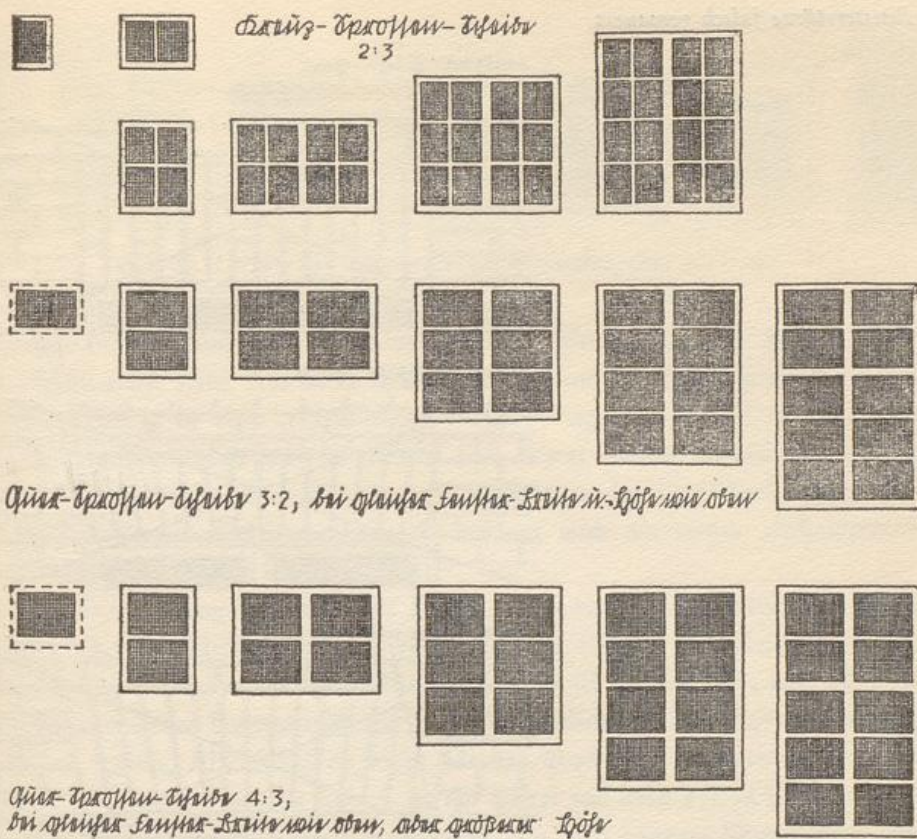 Kreuz-Sprossen-Scheibe
2:3
Quer-Sprossen-Scheibe 3:2, bei gleicher Fenster-Breite u. Höhe wie oben
Quer-Sprossen-Scheibe 4:3,
bei gleicher Fenster-Breite wie oben, aber größerer Höhe